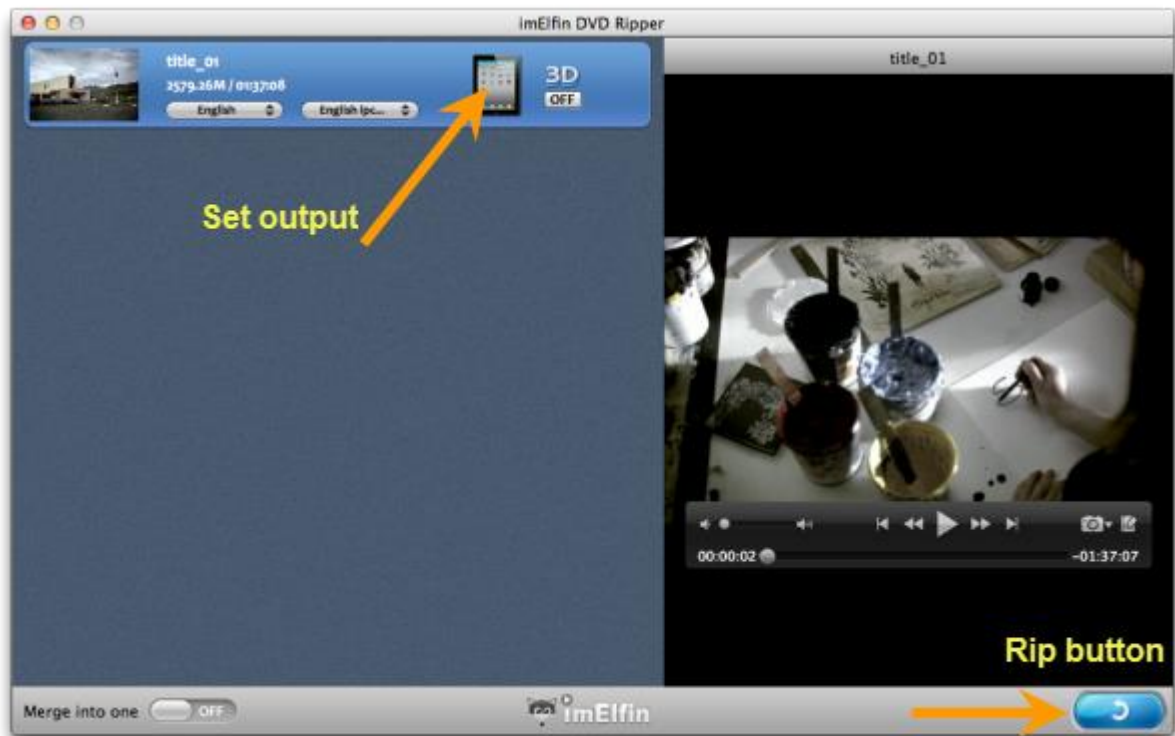 imElfin DVD Ripper
title_01
2579.26M / 01:37:08
English
English (pc...
3D
OFF
title_01
Set output
00:00:02
-01:37:07
Rip button
Merge into one
OFF
imElfin